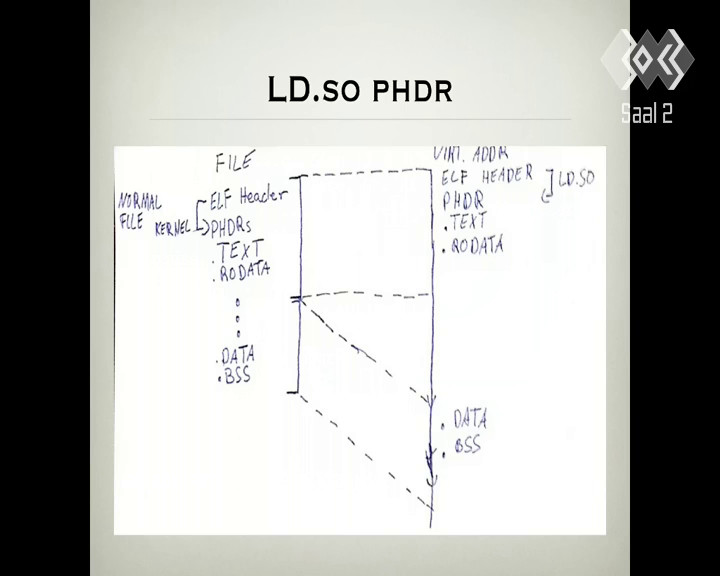 LD.SO PHDR
Saal 2
FILE
NORMAL
FILE
KERNEL
ELF Header
PHDRs
.TEXT
.RODATA
.DATA
.BSS
VIRT. ADDR
ELF HEADER
LD.SO
PHDR
.TEXT
.RODATA
.DATA
.BSS